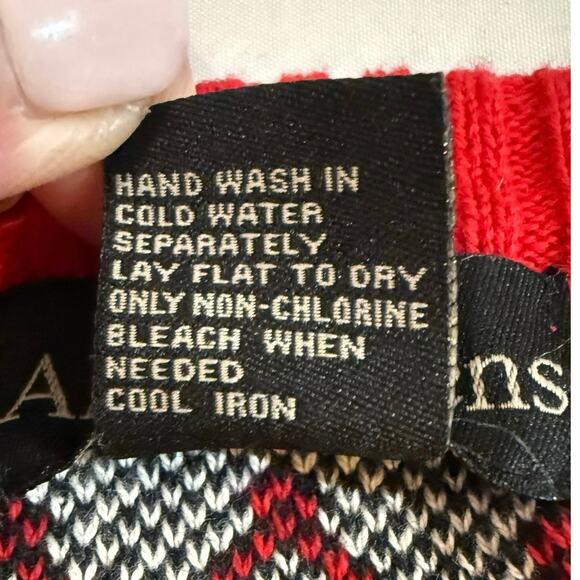 HAND WASH IN
COLD WATER
SEPARATELY
LAY FLAT TO DRY
ONLY NON-CHLORINE
BLEACH WHEN
NEEDED
COOL IRON